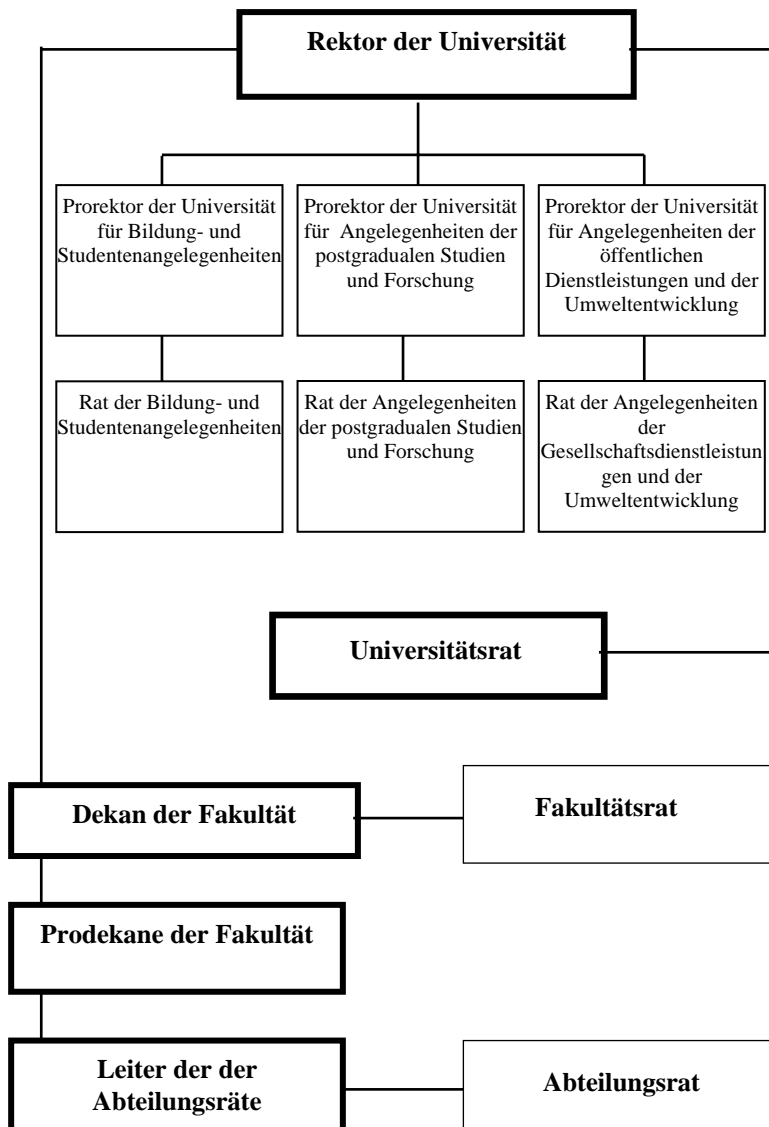 Rektor der Universität
Prorektor der Universität
für Bildung- und
Studentenangelegenheiten
Prorektor der Universität
für Angelegenheiten der
postgradualen Studien
und Forschung
Prorektor der Universität
für Angelegenheiten der
öffentlichen
Dienstleistungen und der
Umweltentwicklung
Rat der Bildung- und
Studentenangelegenheiten
Rat der Angelegenheiten
der postgradualen Studien
und Forschung
Rat der Angelegenheiten
der
Gesellschaftsdienstleistun
gen und der
Umweltentwicklung
Universitätsrat
Dekan der Fakultät
Fakultätsrat
Prodekane der Fakultät
Leiter der der
Abteilungsräte
Abteilungsrat